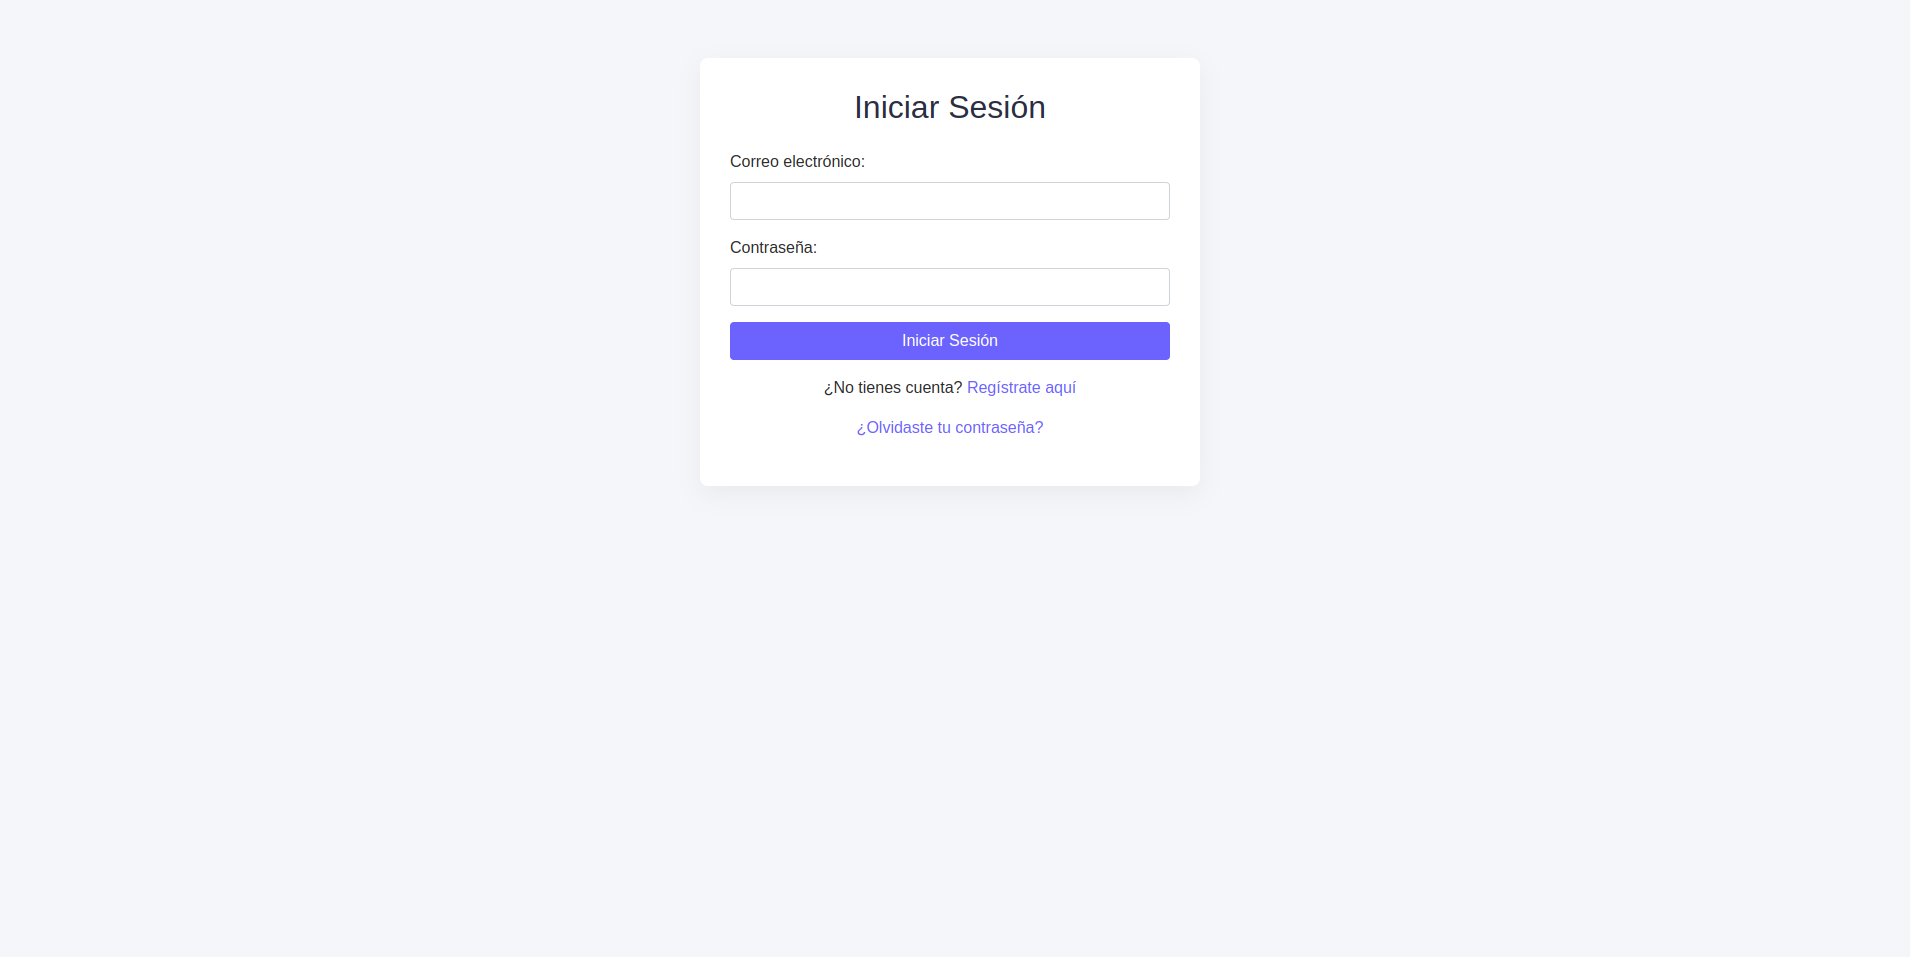 Iniciar Sesión
Correo electrónico:
Contraseña:
Iniciar Sesión
¿No tienes cuenta? Regístrate aquí
¿Olvidaste tu contraseña?